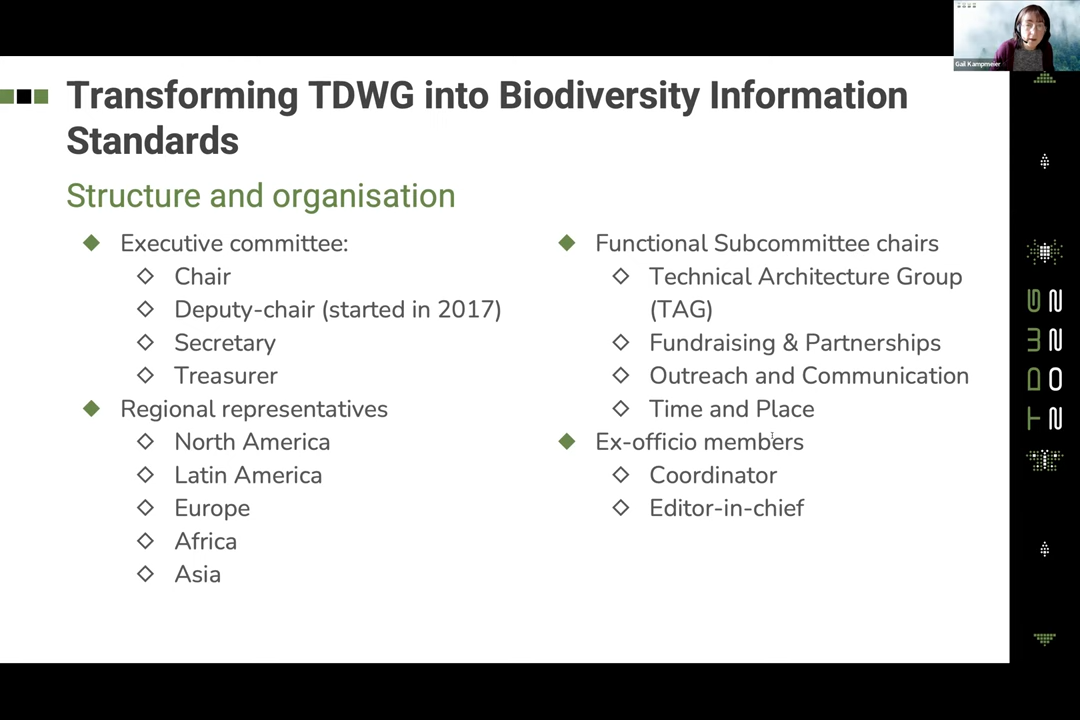 Transforming TDWG into Biodiversity Information
Standards
Structure and organisation
Executive committee:
Chair
Deputy-chair (started in 2017)
Secretary
Treasurer
Regional representatives
North America
Latin America
Europe
Africa
Asia
Functional Subcommittee chairs
Technical Architecture Group
(TAG)
Fundraising & Partnerships
Outreach and Communication
Time and Place
Ex-officio members
Coordinator
Editor-in-chief
Gail Kampmeier
TDWG
2022